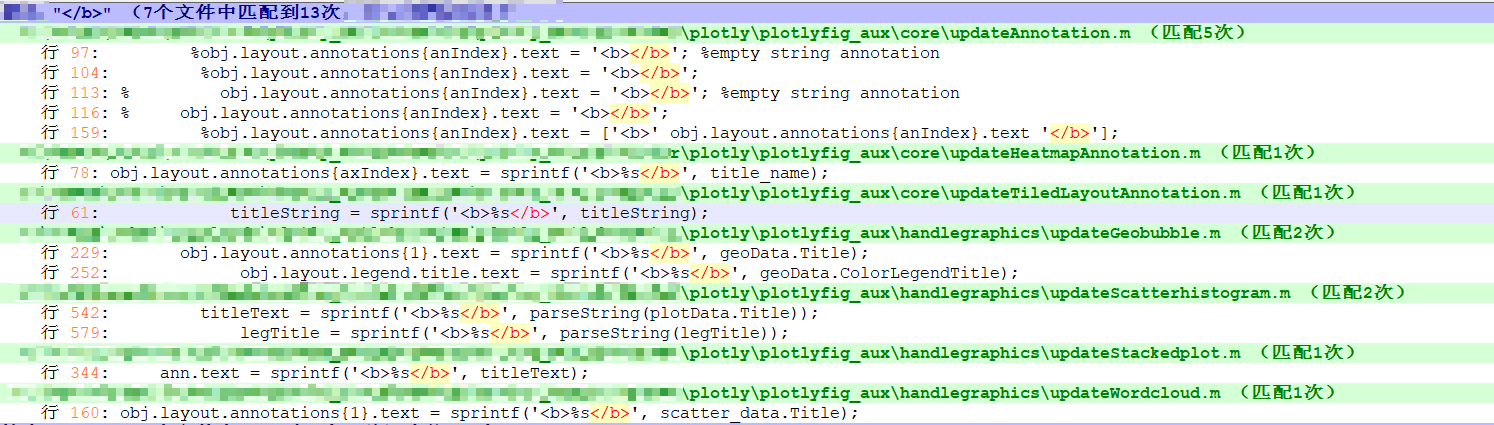 "</b>" （7个文件中匹配到13次
\plotly\plotlyfig_aux\core\updateAnnotation.m （匹配5次）
行 97: %obj.layout.annotations{anIndex}.text = '<b></b>'; %empty string annotation
行 104: %obj.layout.annotations{anIndex}.text = '<b></b>';
行 113: % obj.layout.annotations{anIndex}.text = '<b></b>'; %empty string annotation
行 116: % obj.layout.annotations{anIndex}.text = '<b></b>';
行 159: %obj.layout.annotations{anIndex}.text = ['<b>' obj.layout.annotations{anIndex}.text '</b>'];
r\plotly\plotlyfig_aux\core\updateHeatmapAnnotation.m （匹配1次）
行 78: obj.layout.annotations{axIndex}.text = sprintf('<b>%s</b>', title_name);
\plotly\plotlyfig_aux\core\updateTiledLayoutAnnotation.m （匹配1次）
行 61: titleString = sprintf('<b>%s</b>', titleString);
\plotly\plotlyfig_aux\handlegraphics\updateGeobubble.m （匹配2次）
行 229: obj.layout.annotations{1}.text = sprintf('<b>%s</b>', geoData.Title);
行 252: obj.layout.legend.title.text = sprintf('<b>%s</b>', geoData.ColorLegendTitle);
\plotly\plotlyfig_aux\handlegraphics\updateScatterhistogram.m （匹配2次）
行 542: titleText = sprintf('<b>%s</b>', parseString(plotData.Title));
行 579: legTitle = sprintf('<b>%s</b>', parseString(legTitle));
\plotly\plotlyfig_aux\handlegraphics\updateStackedplot.m （匹配1次）
行 344: ann.text = sprintf('<b>%s</b>', titleText);
\plotly\plotlyfig_aux\handlegraphics\updateWordcloud.m （匹配1次）
行 160: obj.layout.annotations{1}.text = sprintf('<b>%s</b>', scatter_data.Title);